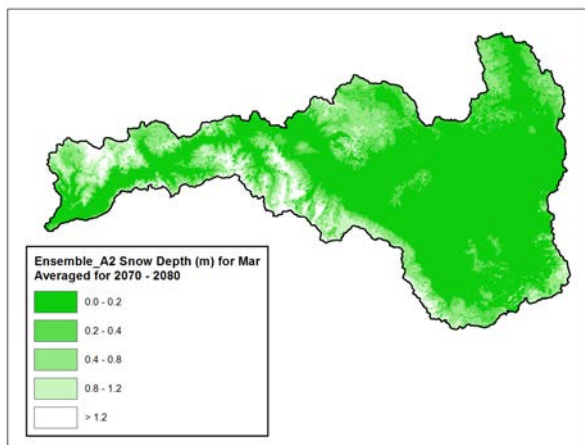 Ensemble_A2 Snow Depth (m) for Mar
Averaged for 2070 - 2080
0.0 - 0.2
0.2 - 0.4
0.4 - 0.8
0.8 - 1.2
> 1.2